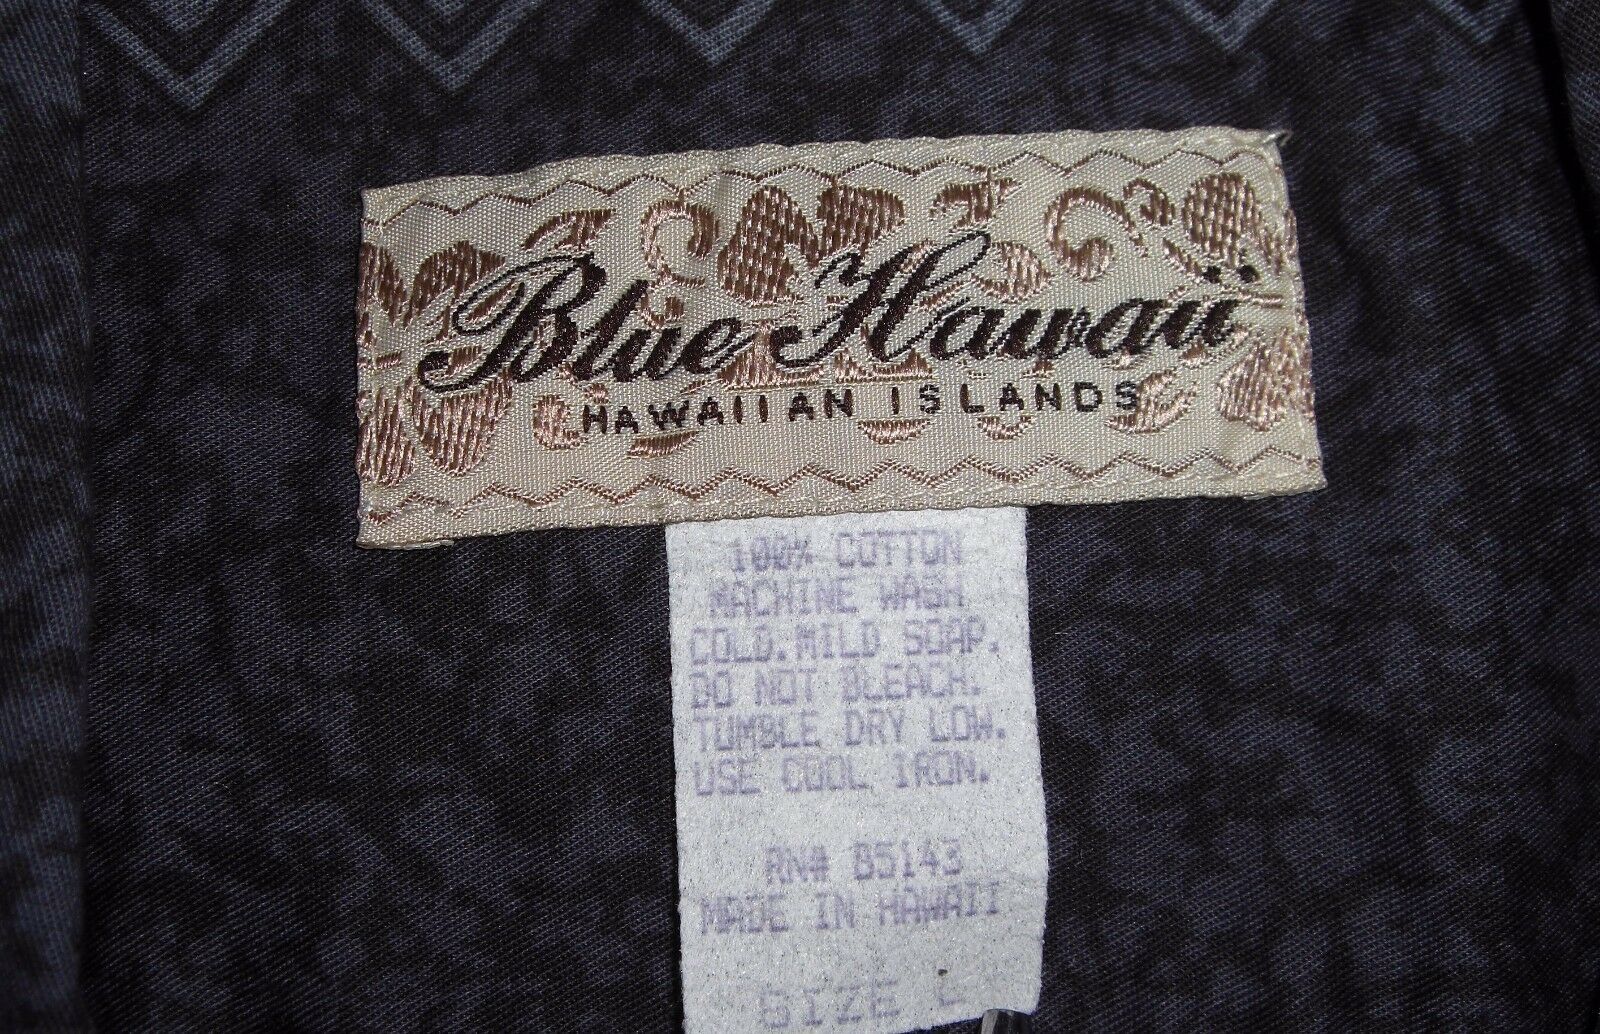 Blue Hawaii
HAWAIIAN ISLANDS
100% COTTON
MACHINE WASH
COLD.MILD SOAP.
DO NOT BLEACH.
TUMBLE DRY LOW.
USE COOL IRON.
RN# 85143
MADE IN HAWAII
SIZE L